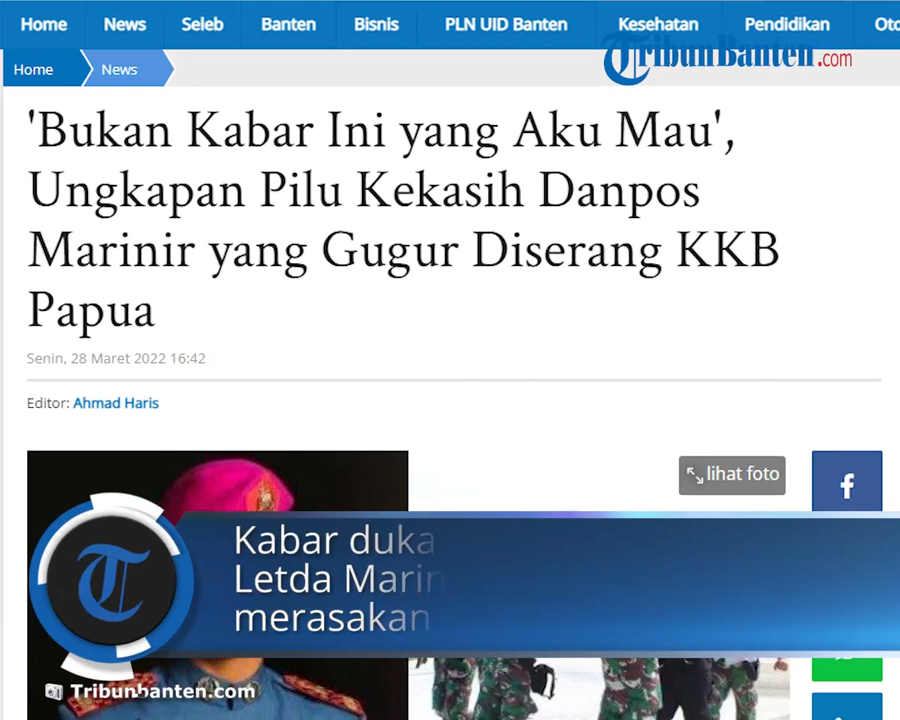 Home News Seleb Banten Bisnis PLN UID Banten Kesehatan Pendidikan
Home News
TribunBanten.com
'Bukan Kabar Ini yang Aku Mau',
Ungkapan Pilu Kekasih Danpos
Marinir yang Gugur Diserang KKB
Papua
Senin, 28 Maret 2022 16:42
Editor: Ahmad Haris
lihat foto
f
Kabar duka
Letda Marin
merasakan
T
Tribunbanten.com